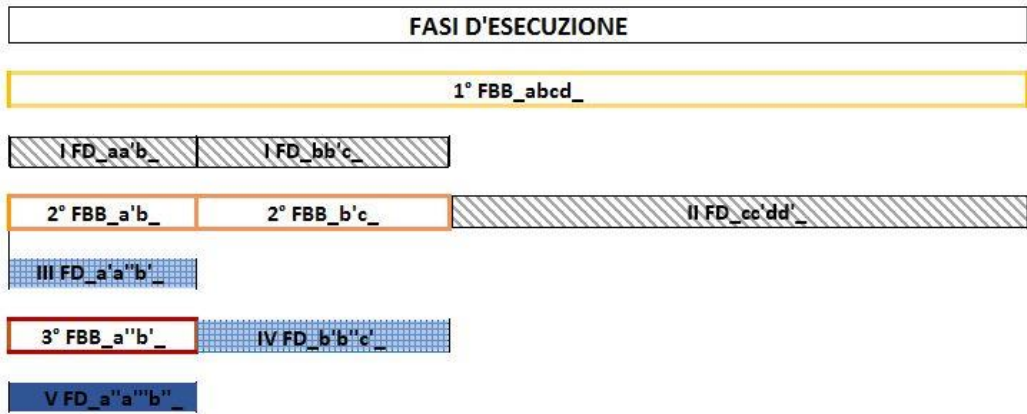 FASI D'ESECUZIONE
1° FBB_abcd_
I FD_aa'b_ I FD_bb'c_
2° FBB_a'b_ 2° FBB_b'c_ II FD_cc'dd'_
III FD_a'a''b'_
3° FBB_a''b'_ IV FD_b'b''c'_
V FD_a''a'''b''_